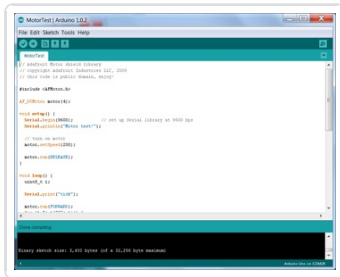 MotorTest | Arduino 1.0.2
File Edit Sketch Tools Help
MotorTest
// Adafruit Motor shield library
// copyright Adafruit Industries LLC, 2009
// this code is public domain, enjoy!
#include <AFMotor.h>
AF_DCMotor motor(4);
void setup() {
Serial.begin(9600); // set up Serial library at 9600 bps
Serial.println("Motor test!");
// turn on motor
motor.setSpeed(200);
motor.run(RELEASE);
}
void loop() {
uint8_t i;
Serial.print("tick");
motor.run(FORWARD);
Done compiling.
Binary sketch size: 3,400 bytes (of a 32,256 byte maximum)
Arduino Uno on